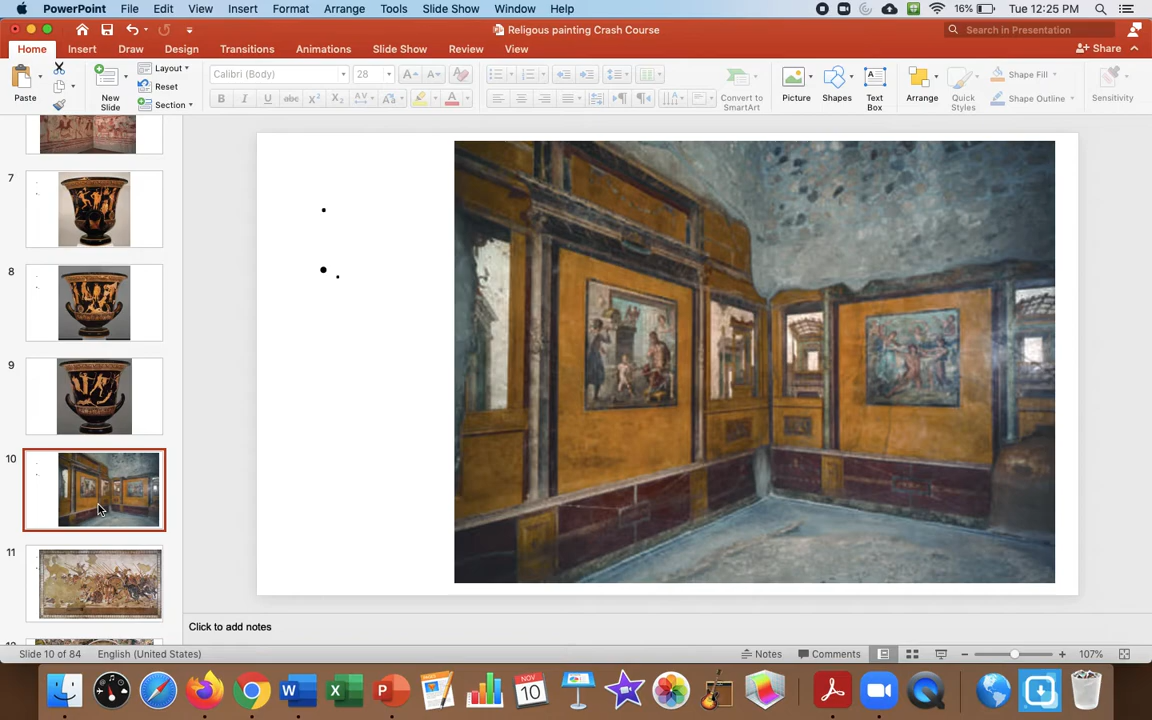 PowerPoint File Edit View Insert Format Arrange Tools Slide Show Window Help 16% Tue 12:25 PM
Religous painting Crash Course
Search in Presentation
Home Insert Draw Design Transitions Animations Slide Show Review View Share
Paste
New Slide
Layout
Reset
Section
Calibri (Body) 28
B I U abc X² X₂ AV A
Convert to SmartArt
Picture
Shapes
Text Box
Arrange
Quick Styles
Shape Fill
Shape Outline
Sensitivity
7
8
9
10
11
Click to add notes
Slide 10 of 84 English (United States) Notes Comments 107%
NOV
10
W
X
P